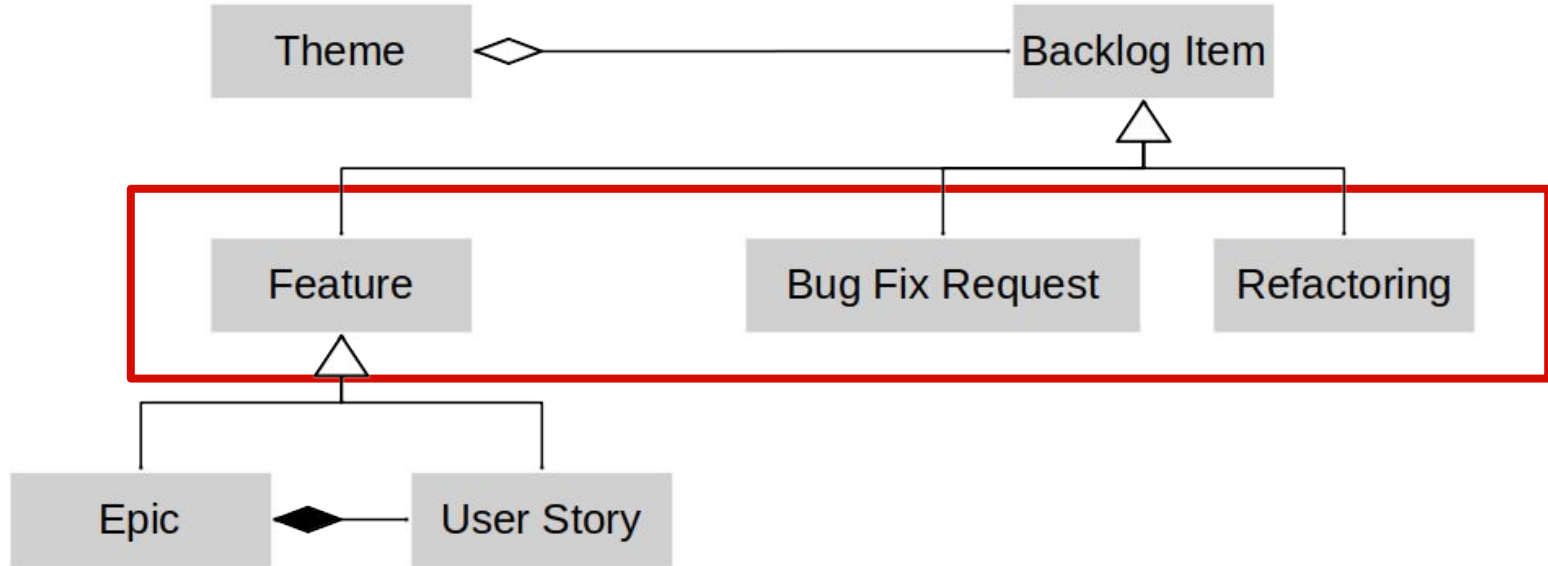 Theme
Backlog Item
Feature
Bug Fix Request
Refactoring
Epic
User Story